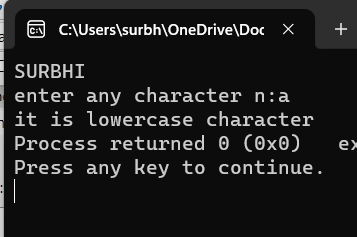 C:\Users\surbh\OneDrive\Doc
SURBHI
enter any character n:a
it is lowercase character
Process returned 0 (0x0)   ex
Press any key to continue.